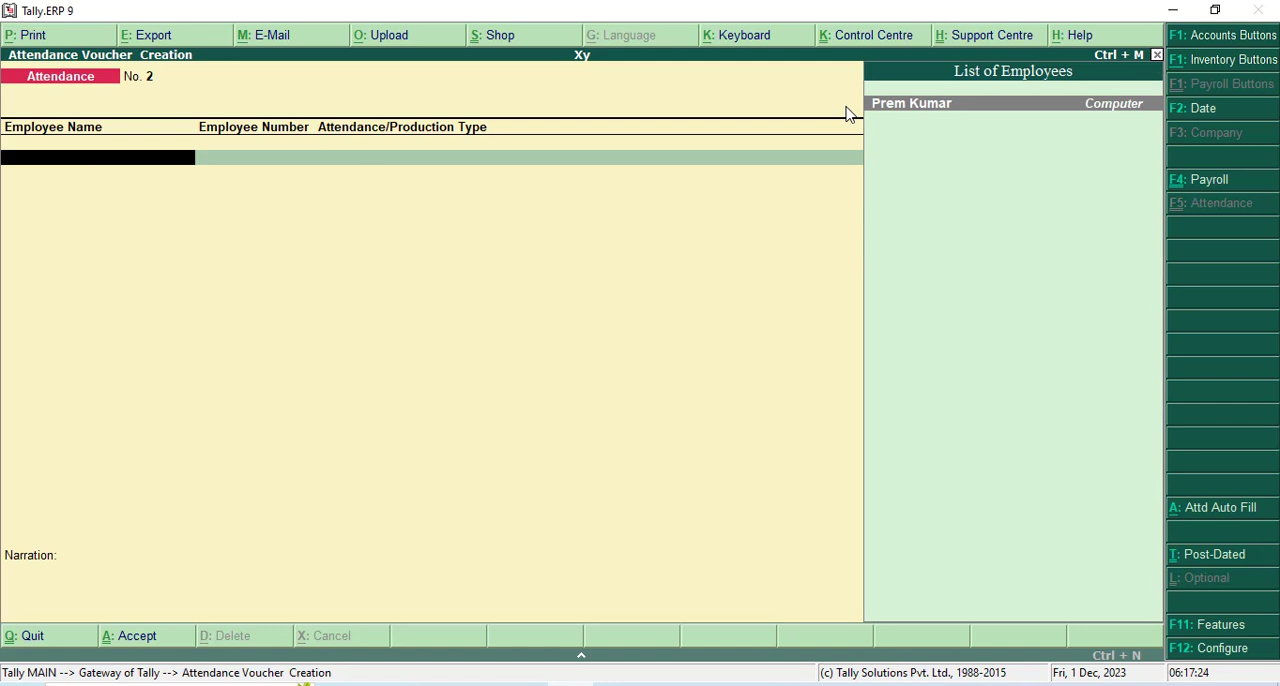 Tally.ERP 9
P: Print E: Export M: E-Mail O: Upload S: Shop G: Language K: Keyboard K: Control Centre H: Support Centre H: Help
Attendance Voucher Creation Xy Ctrl + M
Attendance No. 2
Employee Name Employee Number Attendance/Production Type
List of Employees
Prem Kumar Computer
F1: Accounts Buttons
F1: Inventory Buttons
F1: Payroll Buttons
F2: Date
F3: Company
F4: Payroll
F5: Attendance
A: Attd Auto Fill
T: Post-Dated
L: Optional
F11: Features
F12: Configure
Narration:
Q: Quit A: Accept D: Delete X: Cancel
Ctrl + N
Tally MAIN --> Gateway of Tally --> Attendance Voucher Creation (c) Tally Solutions Pvt. Ltd., 1988-2015 Fri, 1 Dec, 2023 06:17:24